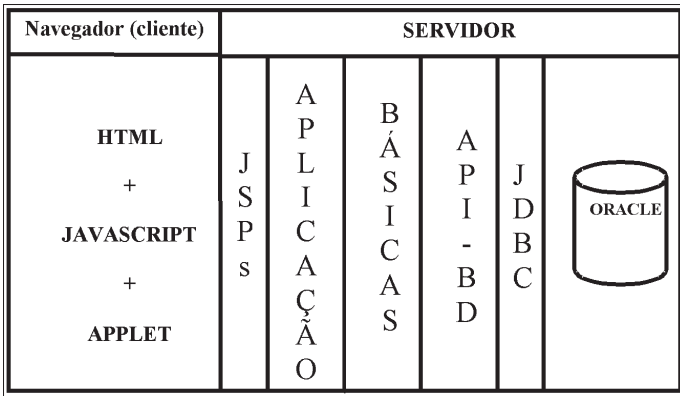 Navegador (cliente)
SERVIDOR
HTML
+
JAVASCRIPT
+
APPLET
JSPs
APLICAÇÃO
BÁSICAS
API-BD
JDBC
ORACLE